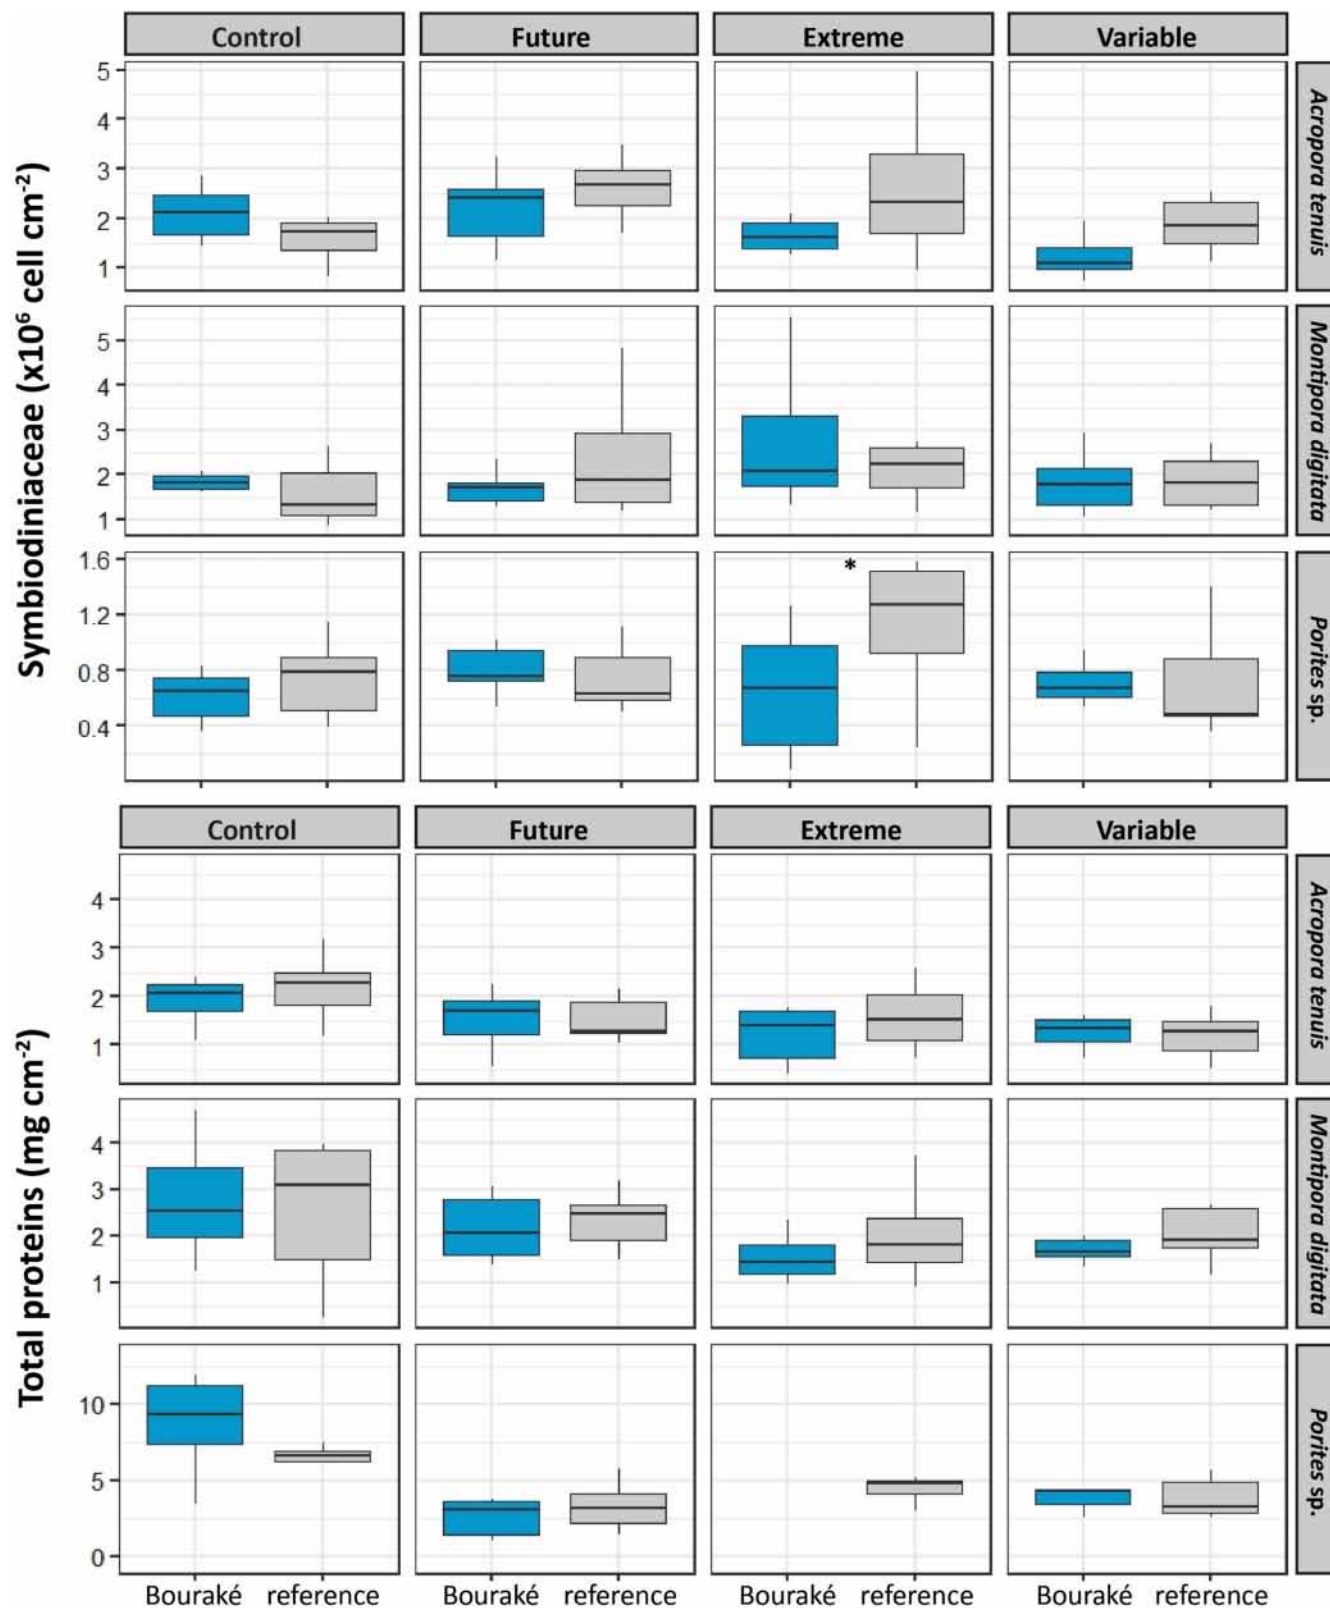 Control Future Extreme Variable
Symbiodiniaceae (x10⁶ cell cm⁻²)
5
4
3
2
1
Acropora tenuis
5
4
3
2
1
Montipora digitata
1.6
1.2
0.8
0.4
*
Porites sp.
Control Future Extreme Variable
Total proteins (mg cm⁻²)
4
3
2
1
Acropora tenuis
4
3
2
1
Montipora digitata
10
5
0
Porites sp.
Bouraké reference Bouraké reference Bouraké reference Bouraké reference